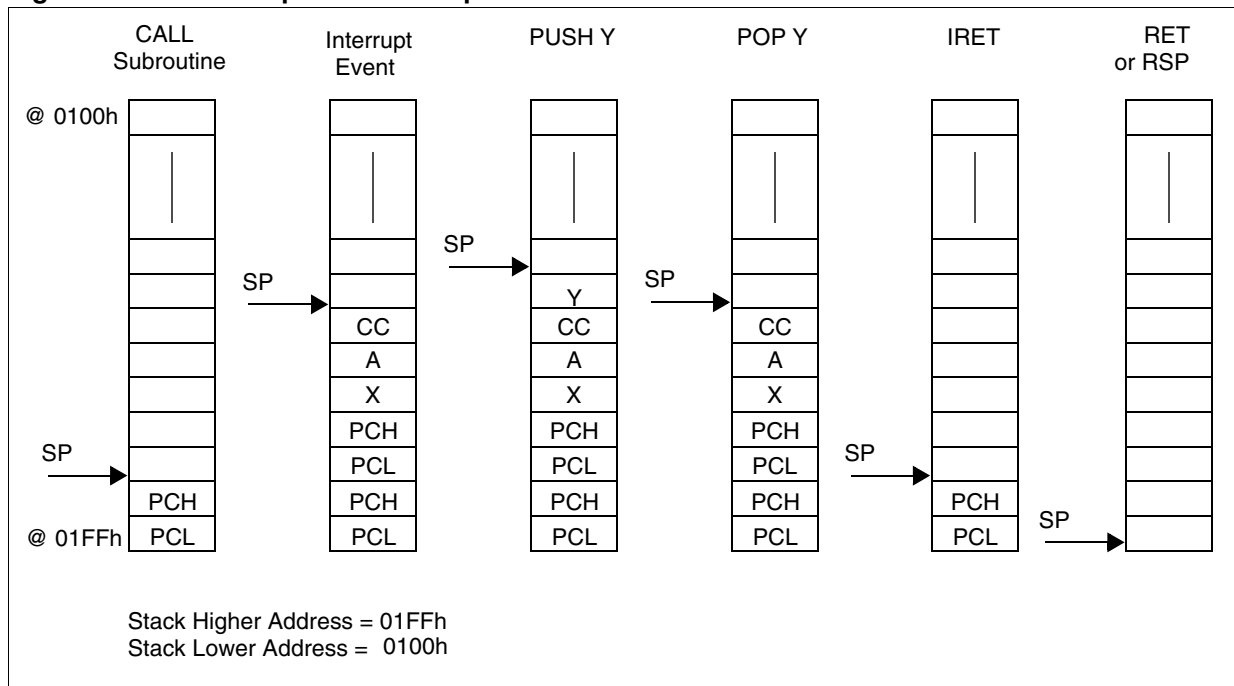 CALL
Subroutine
Interrupt
Event
PUSH Y
POP Y
IRET
RET
or RSP
@ 0100h
SP
SP
SP
SP
SP
SP
Y
CC
CC
CC
A
A
A
X
X
X
PCH
PCH
PCH
PCL
PCL
PCL
PCH
PCH
PCH
PCH
PCH
@ 01FFh
PCL
PCL
PCL
PCL
PCL
Stack Higher Address = 01FFh
Stack Lower Address = 0100h